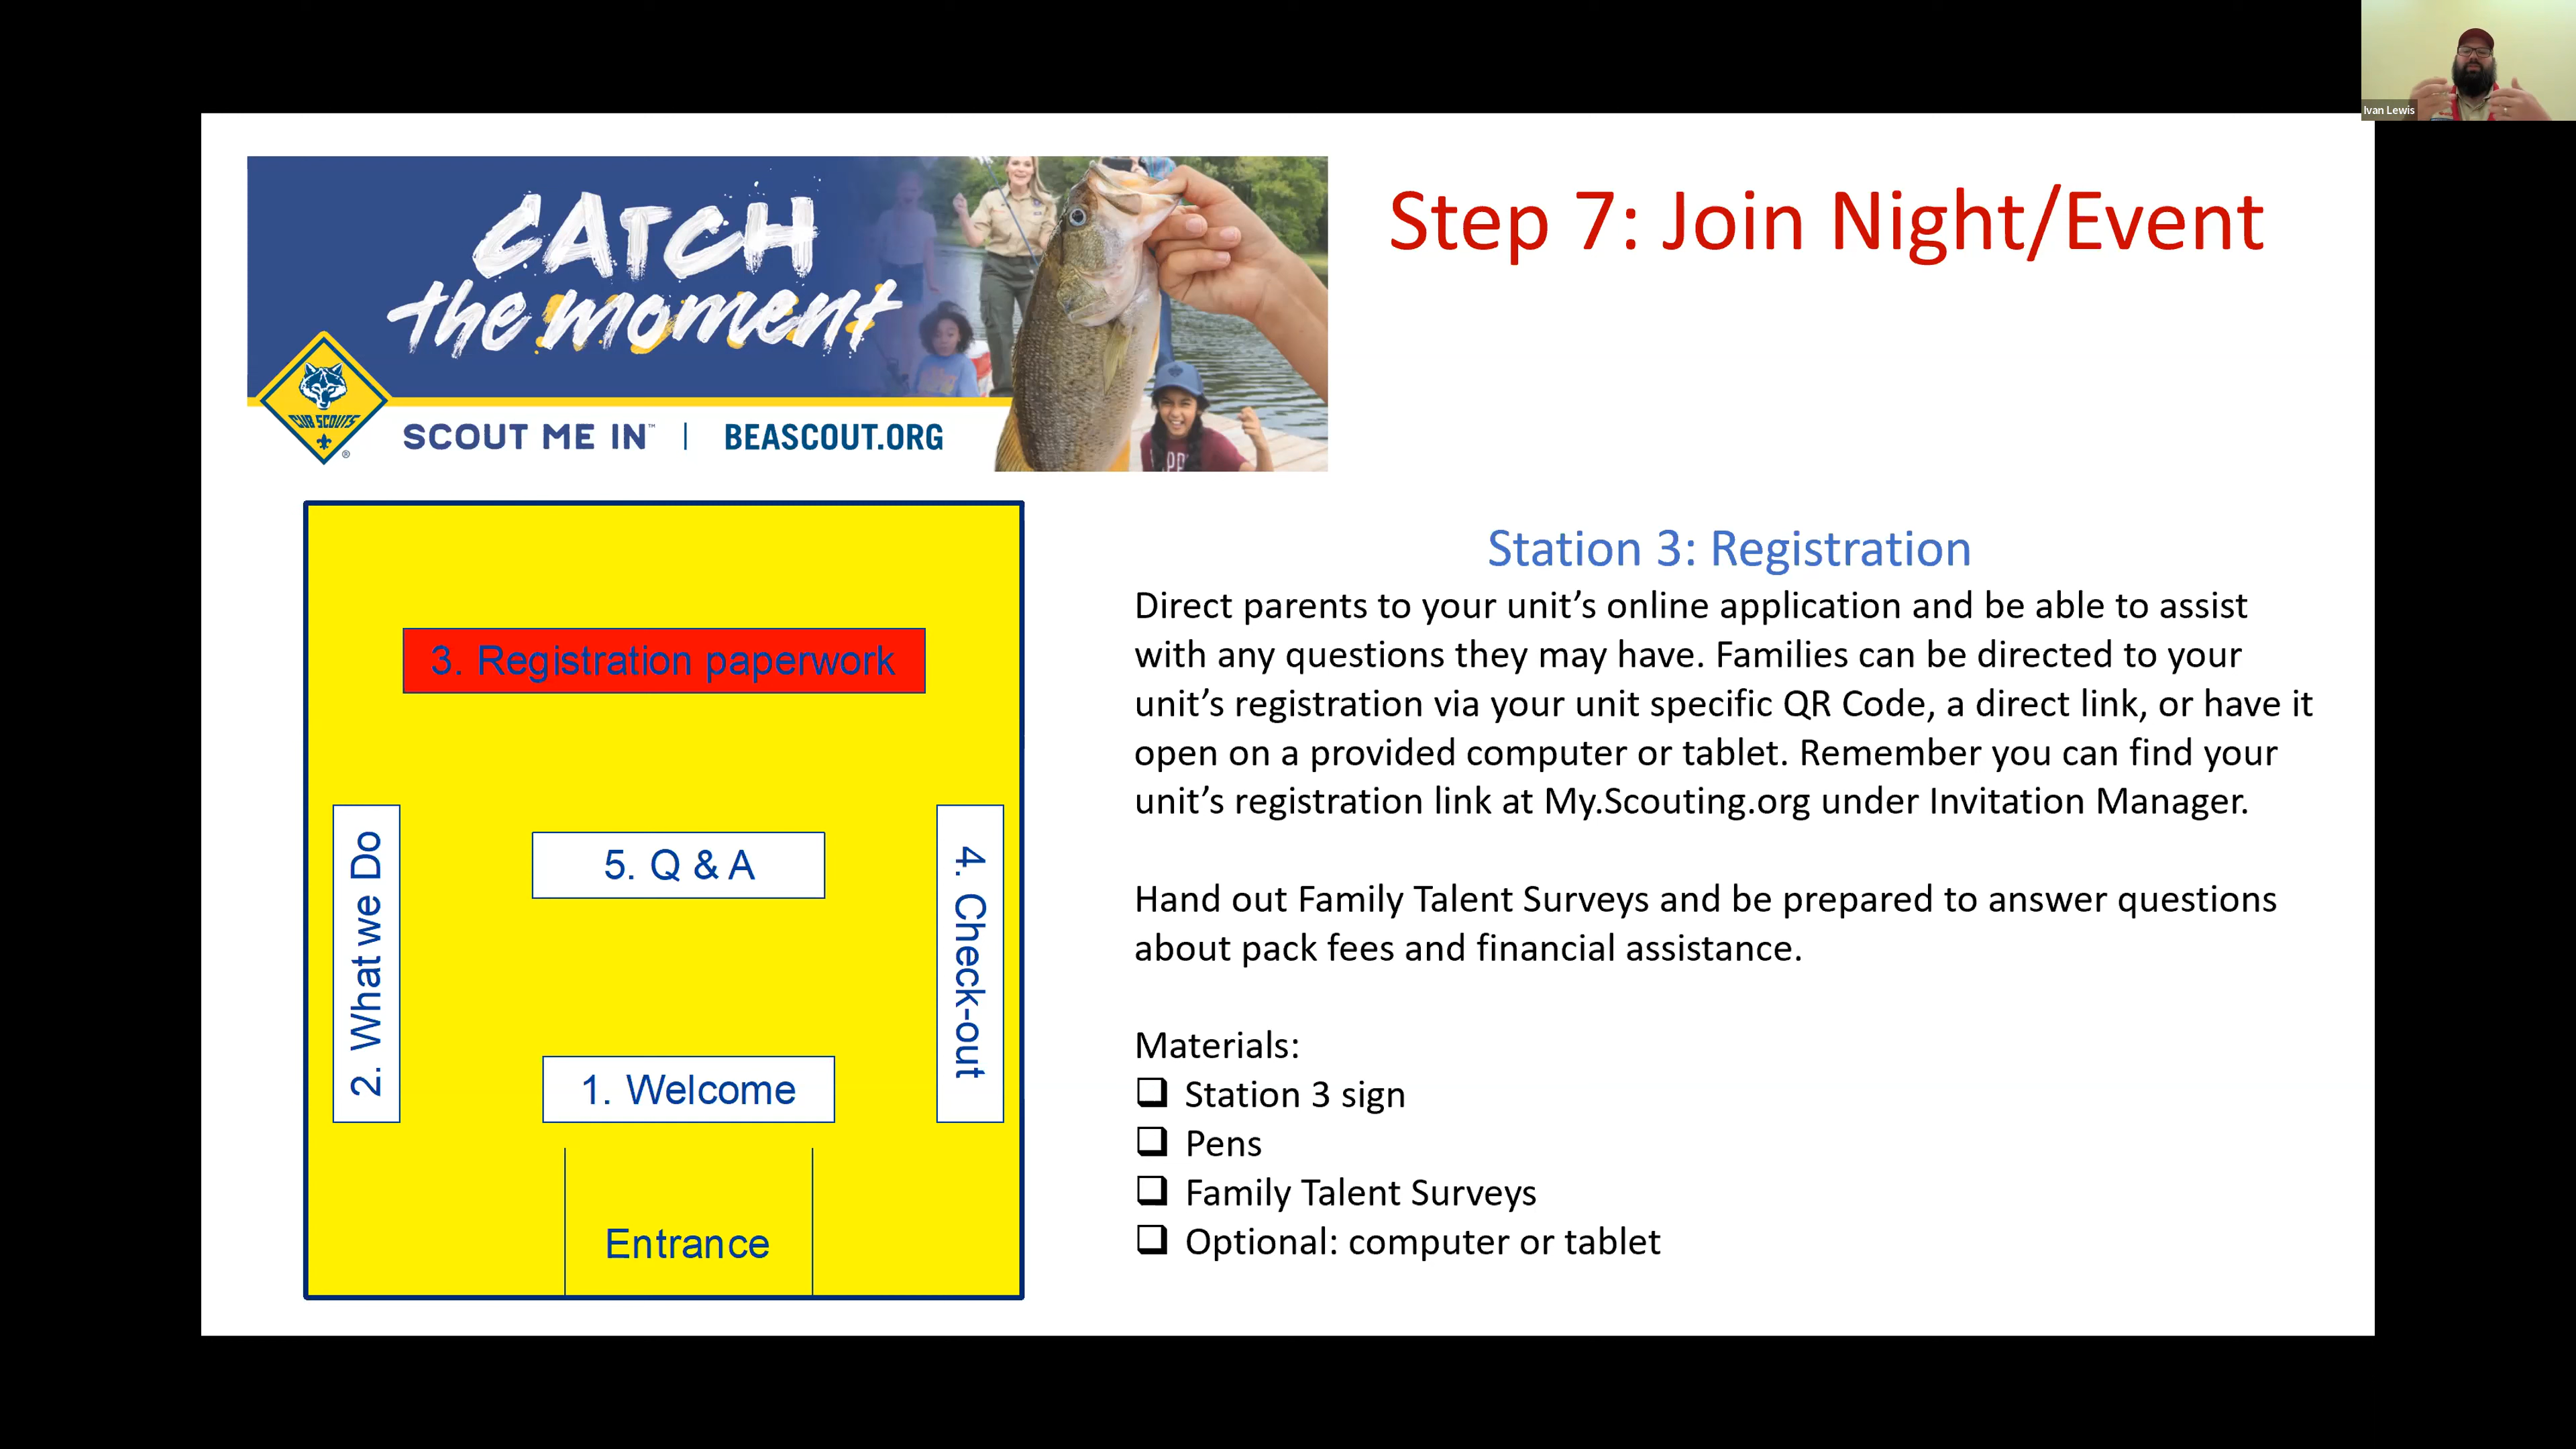 Ivan Lewis
CATCH
the moment
CUB SCOUTS
®
SCOUT ME IN™ | BEASCOUT.ORG
Step 7: Join Night/Event
3. Registration paperwork
2. What we Do
5. Q & A
4. Check-out
1. Welcome
Entrance
Station 3: Registration
Direct parents to your unit’s online application and be able to assist
with any questions they may have. Families can be directed to your
unit’s registration via your unit specific QR Code, a direct link, or have it
open on a provided computer or tablet. Remember you can find your
unit’s registration link at My.Scouting.org under Invitation Manager.
Hand out Family Talent Surveys and be prepared to answer questions
about pack fees and financial assistance.
Materials:
❑ Station 3 sign
❑ Pens
❑ Family Talent Surveys
❑ Optional: computer or tablet